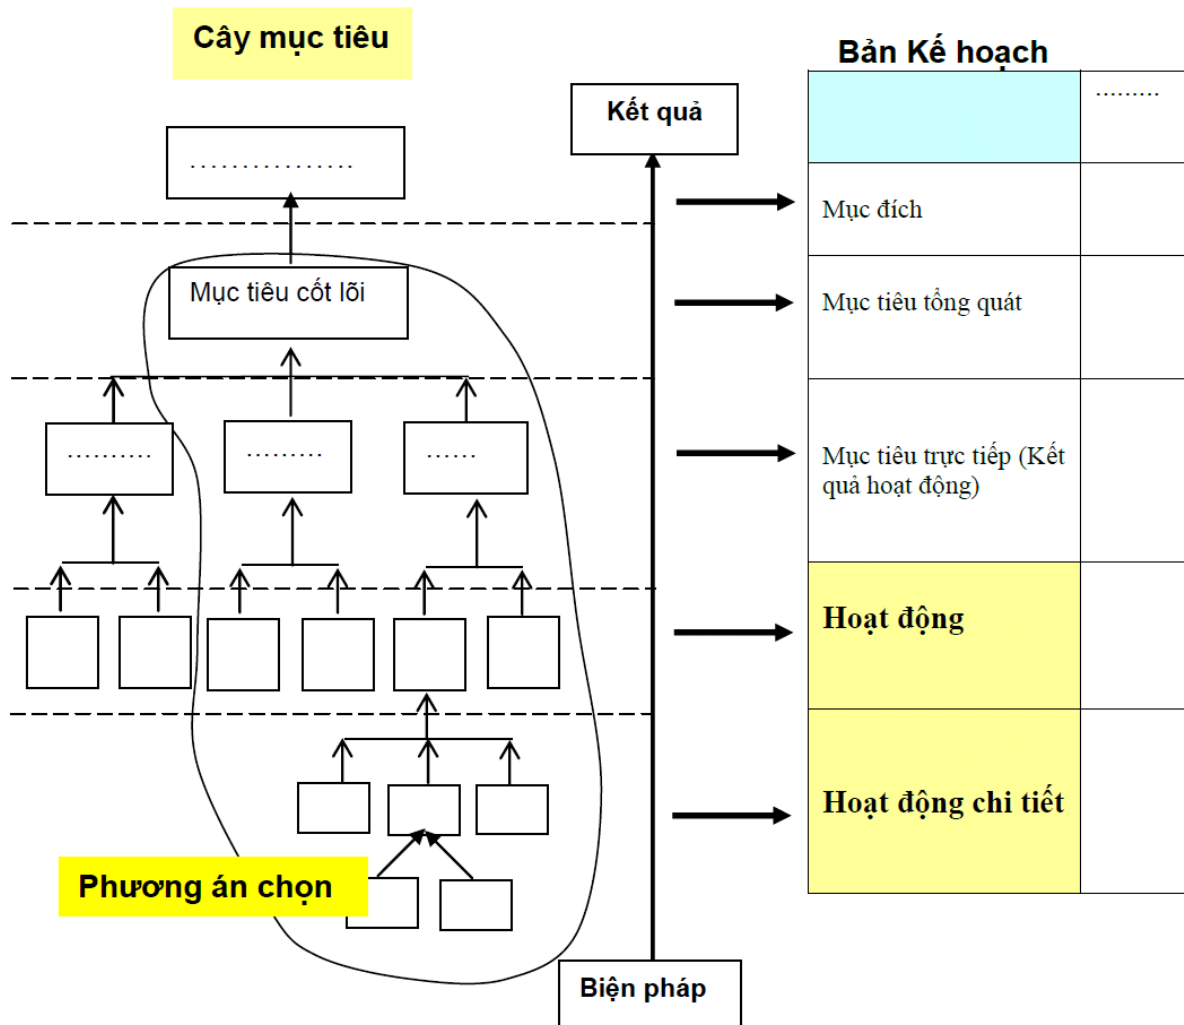 Cây mục tiêu
Bản Kế hoạch
.........
Kết quả
................
Mục đích
Mục tiêu cốt lõi
Mục tiêu tổng quát
..........
.........
......
Mục tiêu trực tiếp (Kết
quả hoạt động)
Hoạt động
Hoạt động chi tiết
Phương án chọn
Biện pháp